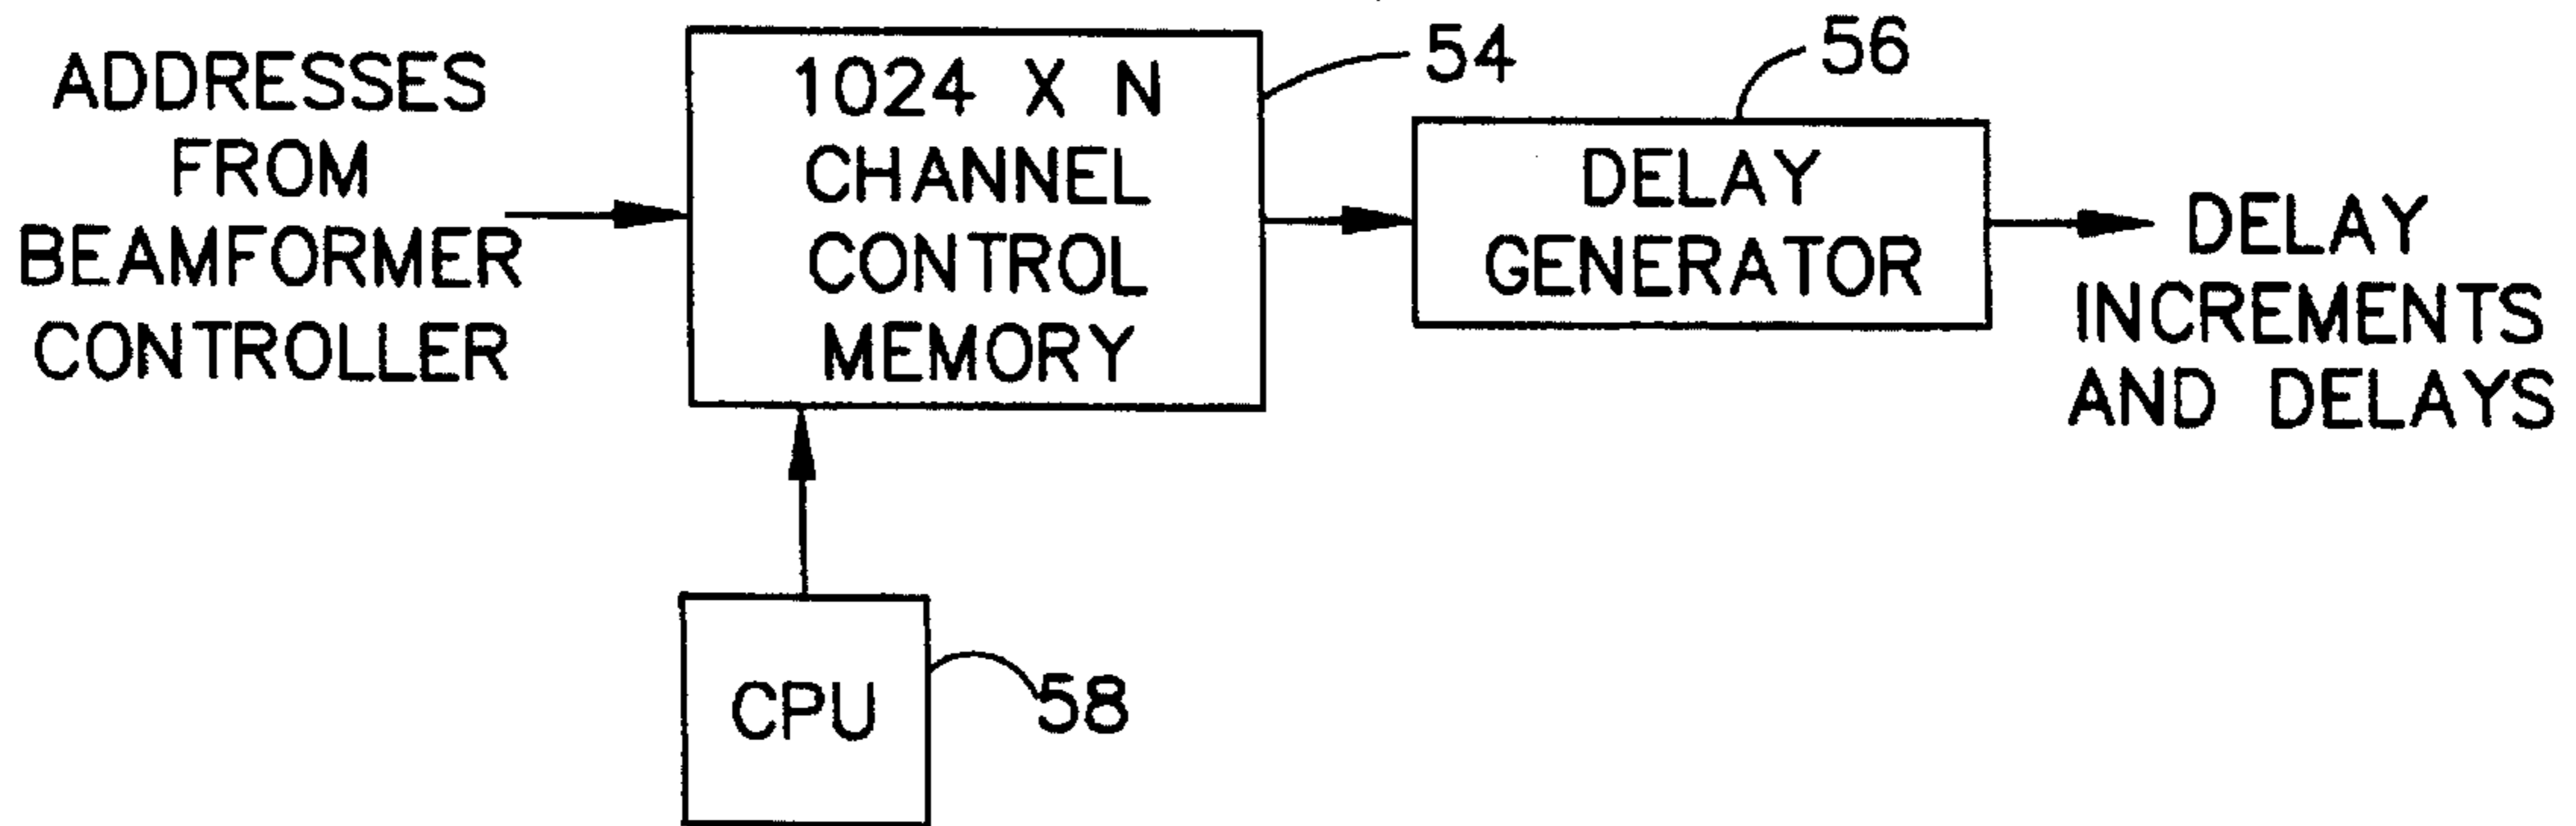 ADDRESSES
FROM
BEAMFORMER
CONTROLLER
1024 X N
CHANNEL
CONTROL
MEMORY
54
DELAY
GENERATOR
56
DELAY
INCREMENTS
AND DELAYS
CPU
58